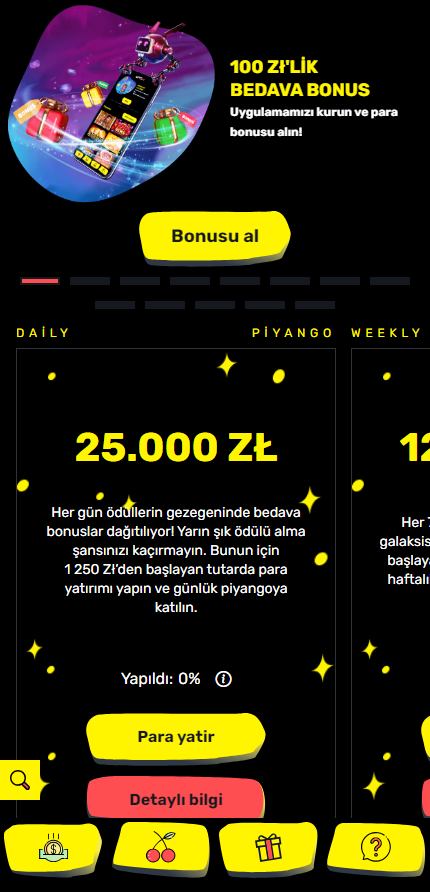 100 ZŁ'LİK
BEDAVA BONUS
Uygulamamızı kurun ve para
bonusu alın!
Bonusu al
DAİLY PİYANGO WEEKLY
25.000 ZŁ
12
Her gün ödüllerin gezegeninde bedava
bonuslar dağıtılıyor! Yarın şık ödülü alma
şansınızı kaçırmayın. Bunun için
1 250 Zł'den başlayan tutarda para
yatırımı yapın ve günlük piyangoya
katılın.
Her 7
galaksis
başlaya
haftalı
Yapıldı: 0%
Para yatir
Detaylı bilgi